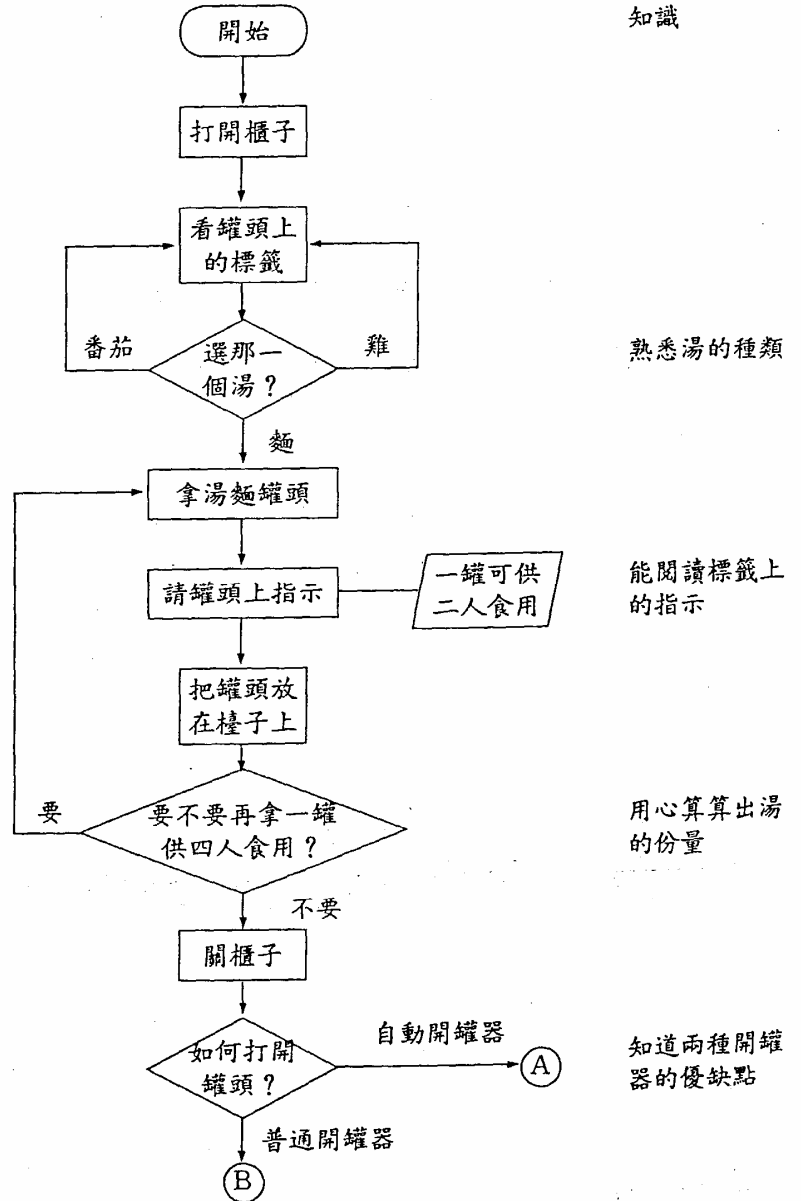 開始
知識
打開櫃子
看罐頭上
的標籤
番茄
選那一
個湯？
雞
熟悉湯的種類
麵
拿湯麵罐頭
請罐頭上指示
一罐可供
二人食用
能閱讀標籤上
的指示
把罐頭放
在檯子上
要
要不要再拿一罐
供四人食用？
用心算算出湯
的份量
不要
關櫃子
如何打開
罐頭？
自動開罐器
A
知道兩種開罐
器的優缺點
普通開罐器
B